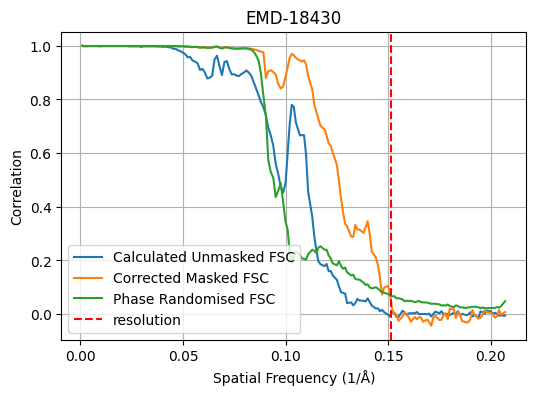 EMD-18430
1.0
0.8
0.6
0.4
0.2
0.0
Correlation
Calculated Unmasked FSC
Corrected Masked FSC
Phase Randomised FSC
resolution
0.00
0.05
0.10
0.15
0.20
Spatial Frequency (1/Å)